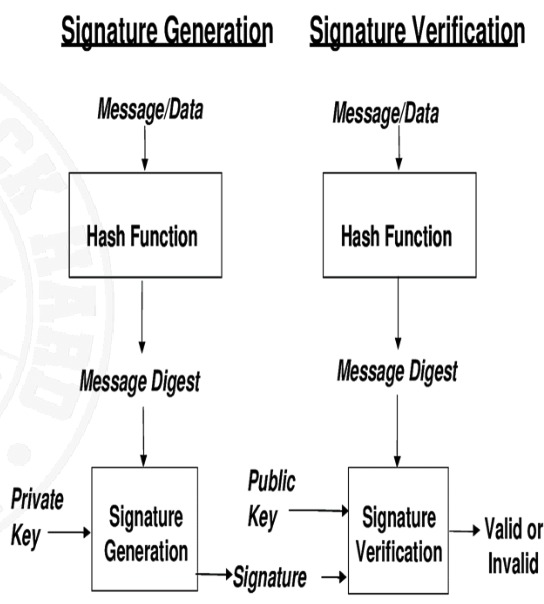 Signature Generation
Signature Verification
Message/Data
Message/Data
Hash Function
Hash Function
Message Digest
Message Digest
Private
Key
Signature
Generation
Public
Key
Signature
Verification
Valid or
Invalid
Signature